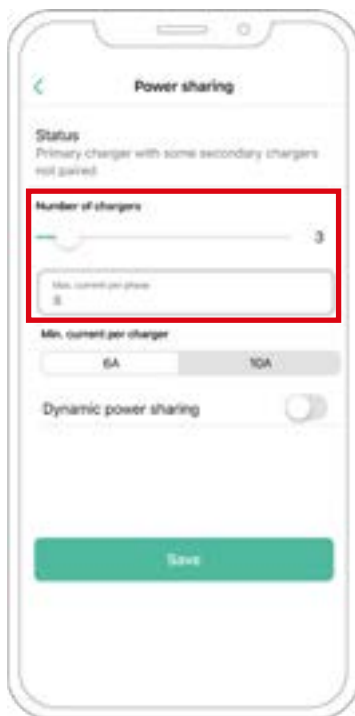 Power sharing
Status
Primary charger with some secondary chargers
not paired
Number of chargers
3
Max. current per phase
Min. current per charger
6A 10A
Dynamic power sharing
Save